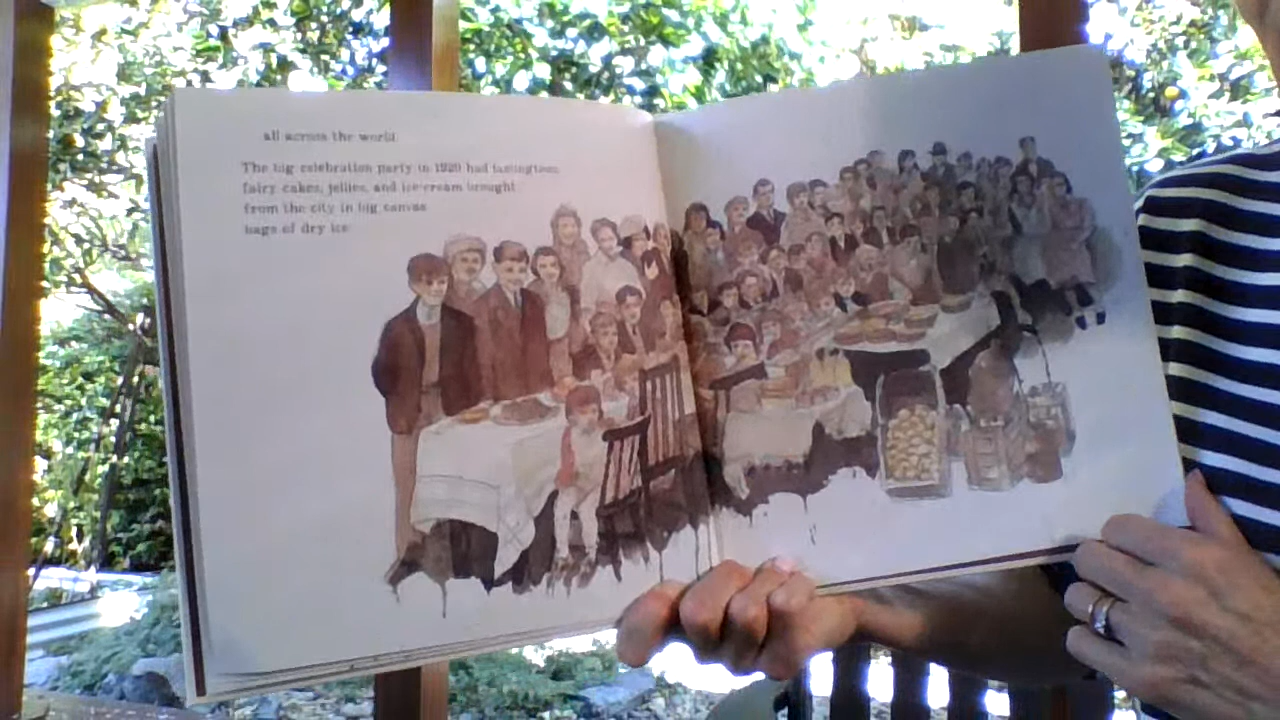 all across the world.
The big celebration party in 1920 had lamingtons,
fairy cakes, jellies, and ice-cream brought
from the city in big canvas
bags of dry ice.